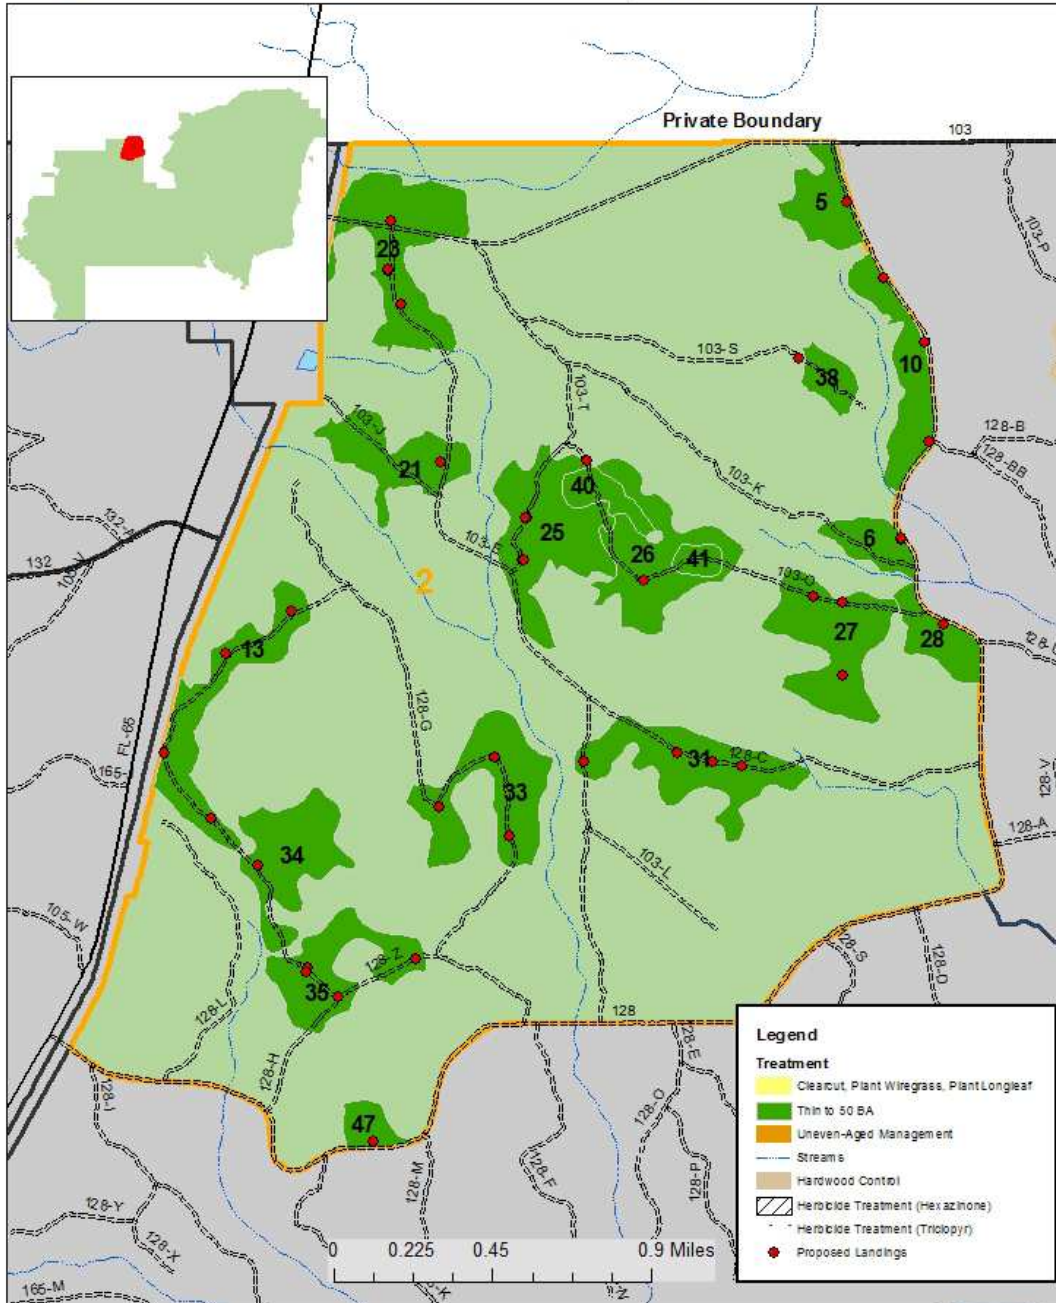 Private Boundary
103
103-P
5
23
10
103-S
38
103-T
103-J
128-B
128-BB
21
40
103-K
25
132-A
132
6
103-E
26
41
2
103-O
27
28
13
128-G
FL-65
165-
31
128-C
128-V
33
128-A
34
103-L
105-W
128-Z
128-S
128-D
35
128-L
128
128-H
128-E
128-I
128-O
47
128-M
128-F
128-P
128-Y
128-X
165-M
-K
N
0 0.225 0.45 0.9 Miles
Legend
Treatment
Clearcut, Plant Wiregrass, Plant Longleaf
Thin to 50 BA
Uneven-Aged Management
Streams
Hardwood Control
Herbicide Treatment (Hexazinone)
Herbicide Treatment (Triclopyr)
Proposed Landings